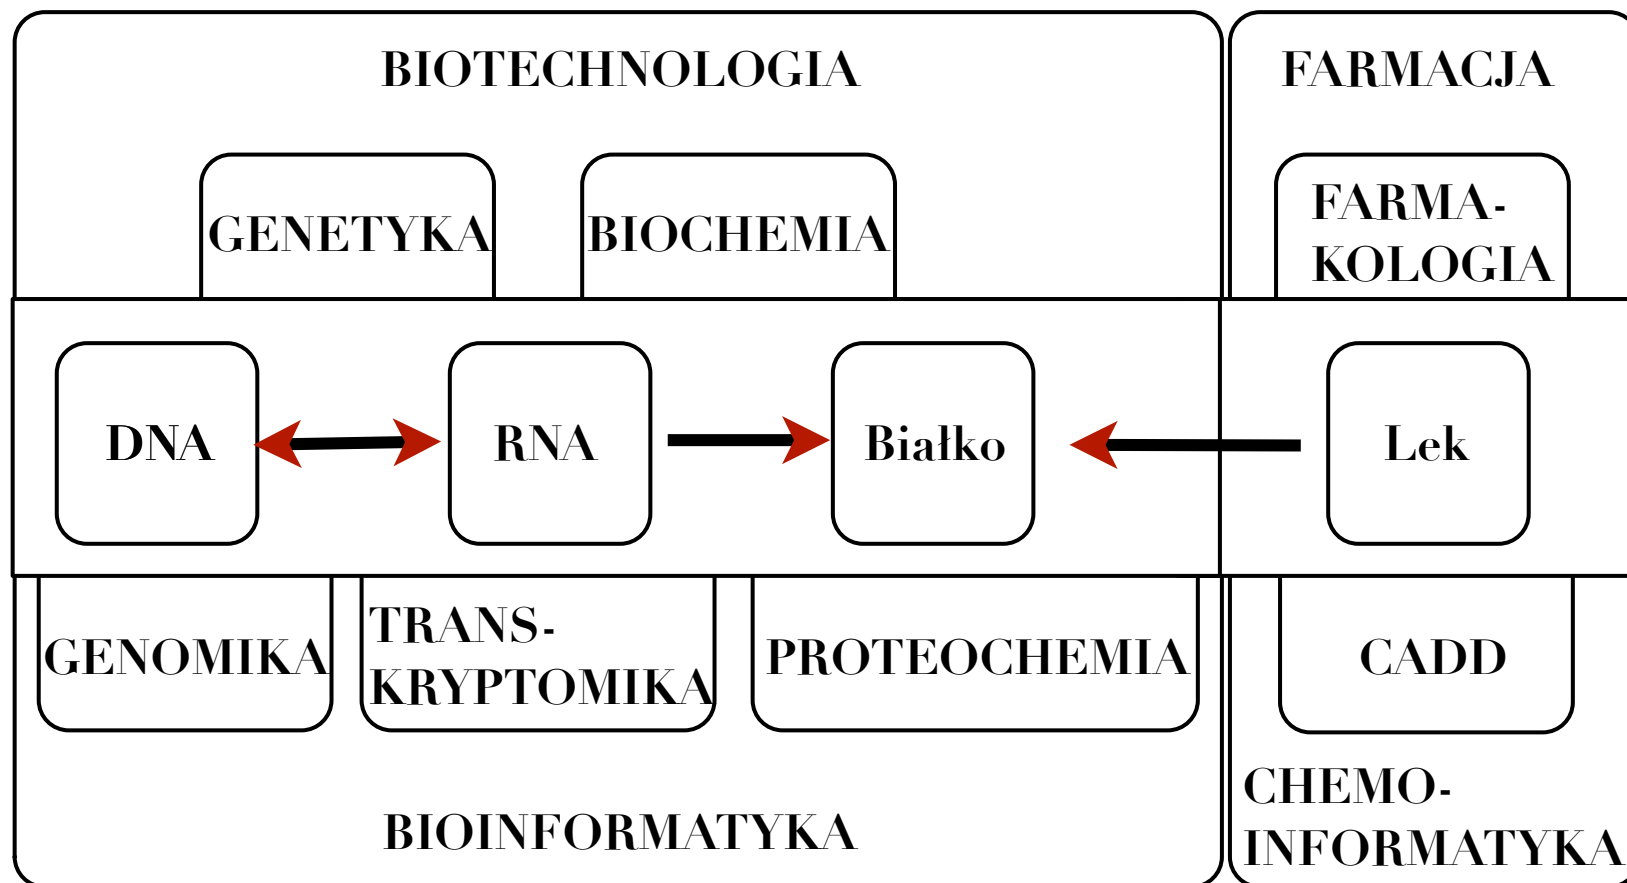 BIOTECHNOLOGIA
FARMACJA
GENETYKA
BIOCHEMIA
FARMA-
KOLOGIA
DNA
RNA
Białko
Lek
GENOMIKA
TRANS-
KRYPTOMIKA
PROTEOCHEMIA
CADD
BIOINFORMATYKA
CHEMO-
INFORMATYKA